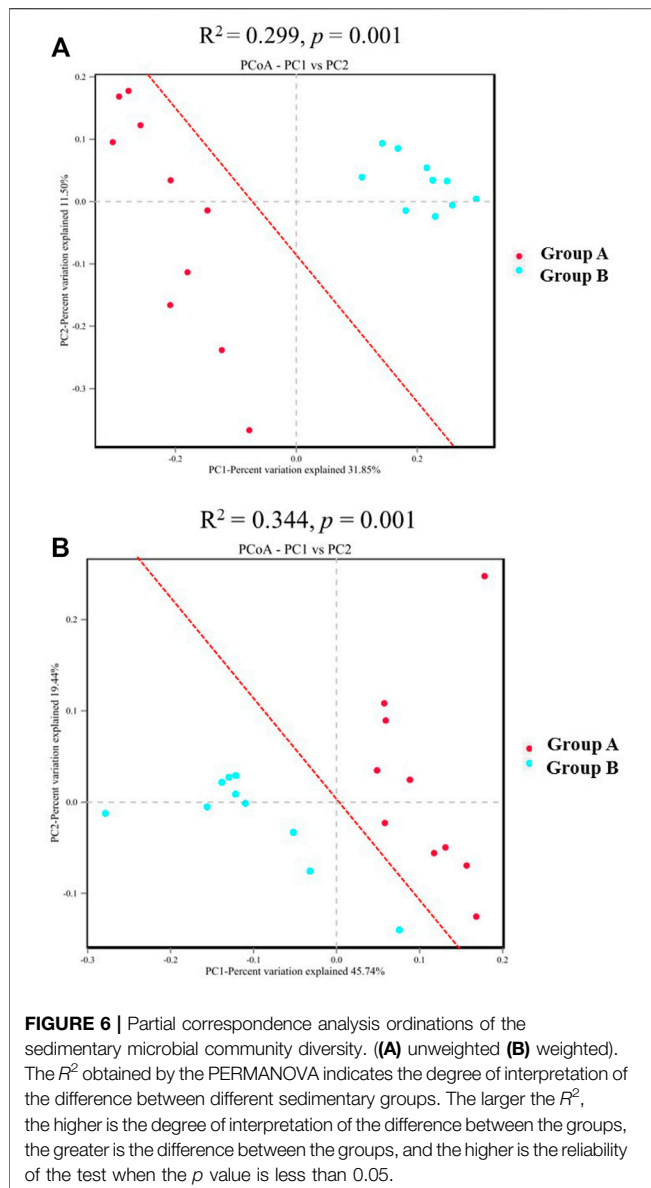 R² = 0.299, p = 0.001
A
PCoA - PC1 vs PC2
0.2
0.1
0.0
-0.1
-0.2
-0.3
PC2-Percent variation explained 11.50%
-0.2
0.0
0.2
PC1-Percent variation explained 31.85%
Group A
Group B
R² = 0.344, p = 0.001
B
PCoA - PC1 vs PC2
0.2
0.1
0.0
-0.1
PC2-Percent variation explained 19.44%
-0.3
-0.2
-0.1
0.0
0.1
0.2
PC1-Percent variation explained 45.74%
Group A
Group B
FIGURE 6 | Partial correspondence analysis ordinations of the
sedimentary microbial community diversity. ((A) unweighted (B) weighted).
The R² obtained by the PERMANOVA indicates the degree of interpretation of
the difference between different sedimentary groups. The larger the R²,
the higher is the degree of interpretation of the difference between the groups,
the greater is the difference between the groups, and the higher is the reliability
of the test when the p value is less than 0.05.